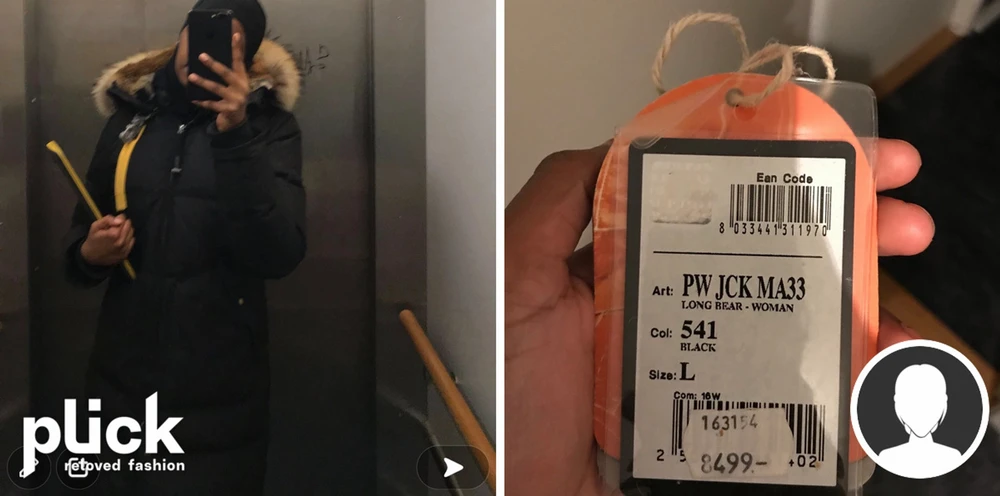 plick
reloved fashion
Ean Code
8 033441 311970
Art: PW JCK MA33
LONG BEAR - WOMAN
Col: 541
BLACK
Size: L
Com: 16W
163154
8499.-
+02